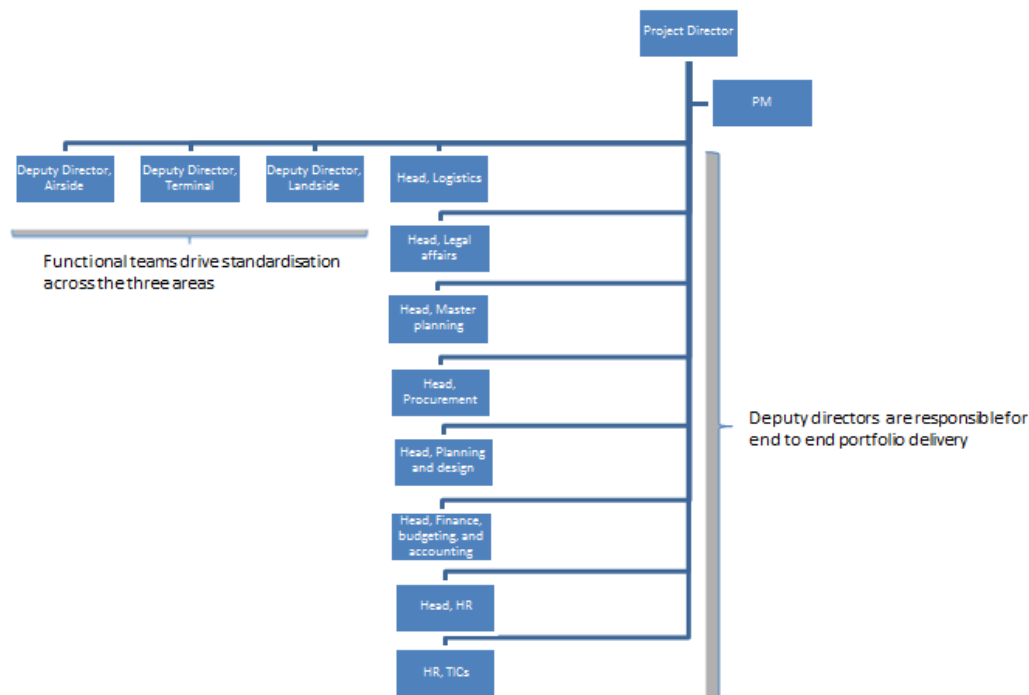 Project Director
PM
Deputy Director,
Airside
Deputy Director,
Terminal
Deputy Director,
Landside
Head, Logistics
Functional teams drive standardisation
across the three areas
Head, Legal
affairs
Head, Master
planning
Head,
Procurement
Head, Planning
and design
Head, Finance,
budgeting, and
accounting
Head, HR
HR, TICs
Deputy directors are responsible for
end to end portfolio delivery